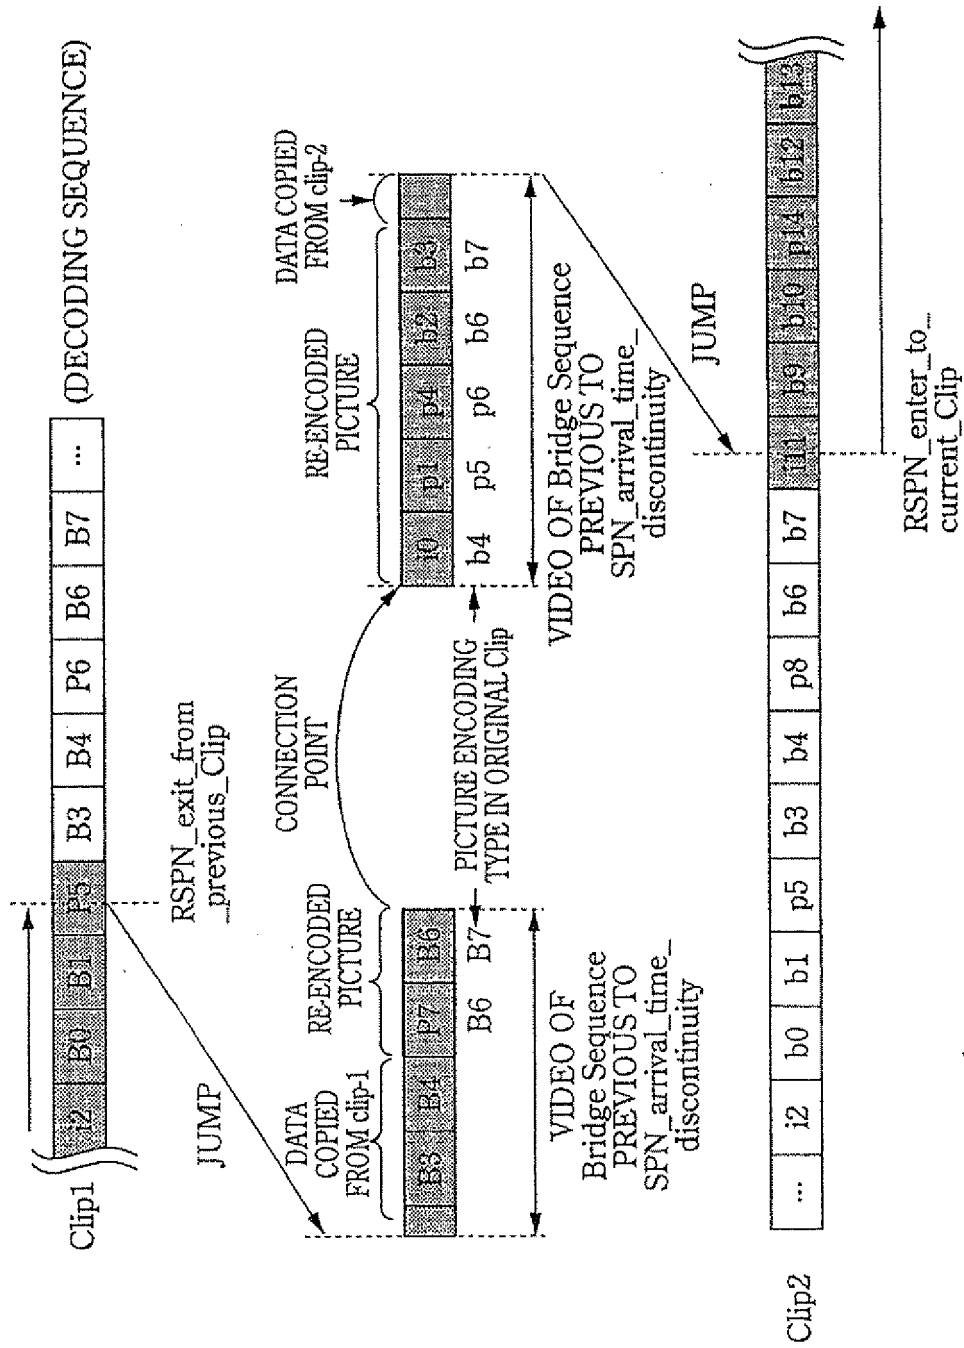 Clip1
i2 B0 B1 P5 B3 B4 P6 B6 B7 ...
(DECODING SEQUENCE)
JUMP
RSPN_exit_from
_previous_Clip
DATA
COPIED
FROM clip-1
RE-ENCODED
PICTURE
CONNECTION
POINT
RE-ENCODED
PICTURE
DATA COPIED
FROM clip-2
B3 B4 P7 B6
i0 p1 p4 b2 b3
B6 B7
PICTURE ENCODING
TYPE IN ORIGINAL Clip
b4 p5 p6 b6 b7
VIDEO OF
Bridge Sequence
PREVIOUS TO
SPN_arrival_time_
discontinuity
VIDEO OF Bridge Sequence
PREVIOUS TO
SPN_arrival_time_
discontinuity
JUMP
Clip2
... i2 b0 b1 p5 b3 b4 p8 b6 b7 i11 b9 b10 p14 b12 b13
RSPN_enter_to_
current_Clip